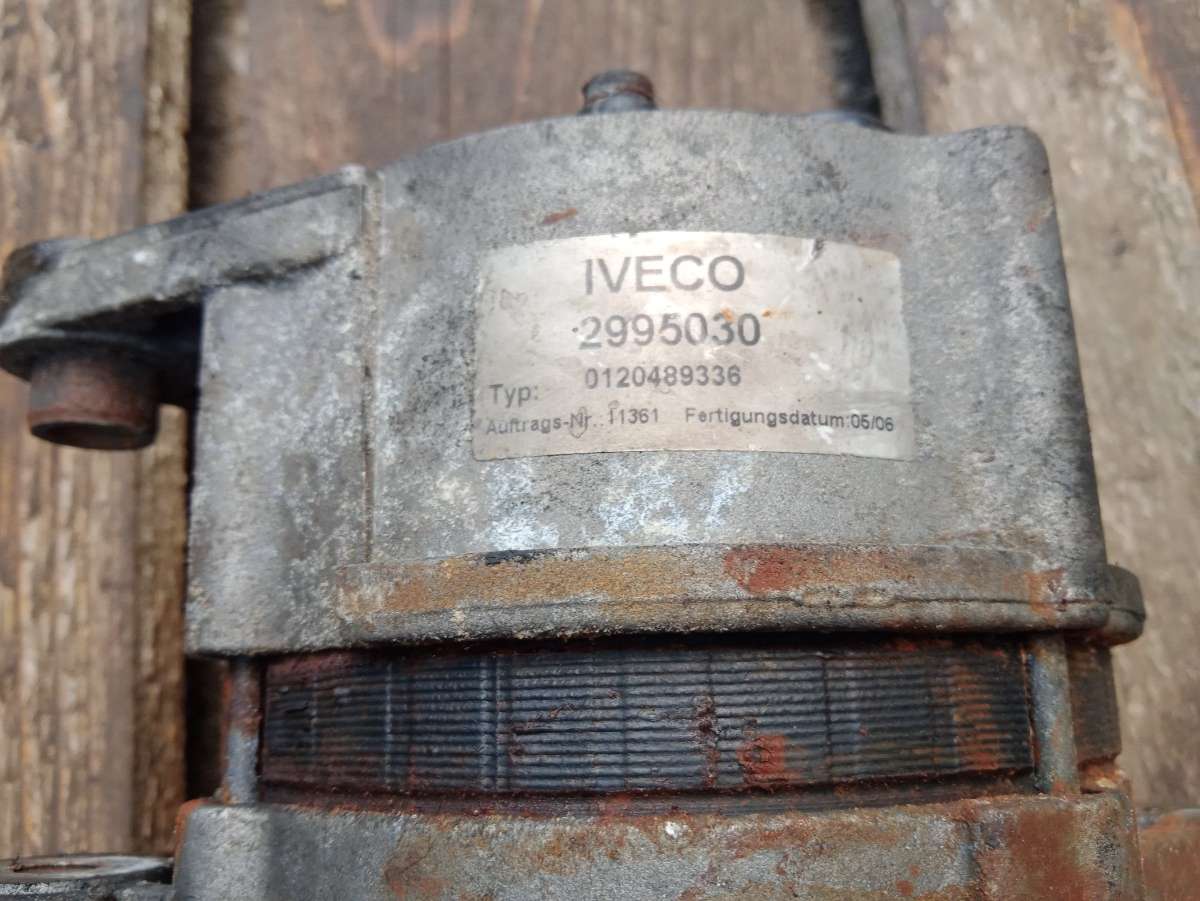 IVECO
2995030
Typ: 0120489336
Auftrags-Nr.: 11361 Fertigungsdatum:05/06